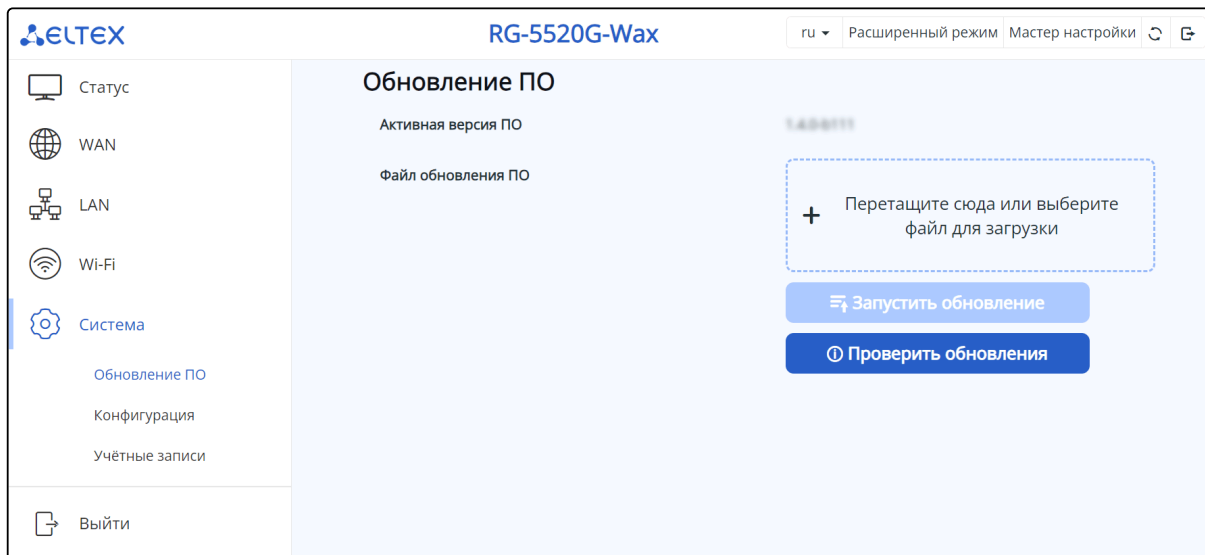 ELTEX
RG-5520G-Wax
ru
Расширенный режим
Мастер настройки
Статус
WAN
LAN
Wi-Fi
Система
Обновление ПО
Конфигурация
Учётные записи
Выйти
Обновление ПО
Активная версия ПО
Файл обновления ПО
Перетащите сюда или выберите
файл для загрузки
Запустить обновление
Проверить обновления